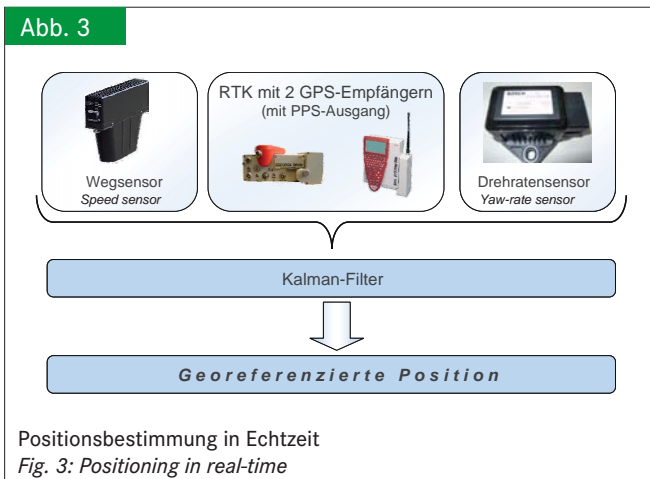 Abb. 3
RTK mit 2 GPS-Empfängern
(mit PPS-Ausgang)
Wegsensor
Speed sensor
Drehratensensor
Yaw-rate sensor
Kalman-Filter
Georeferenzierte Position
Positionsbestimmung in Echtzeit
Fig. 3: Positioning in real-time